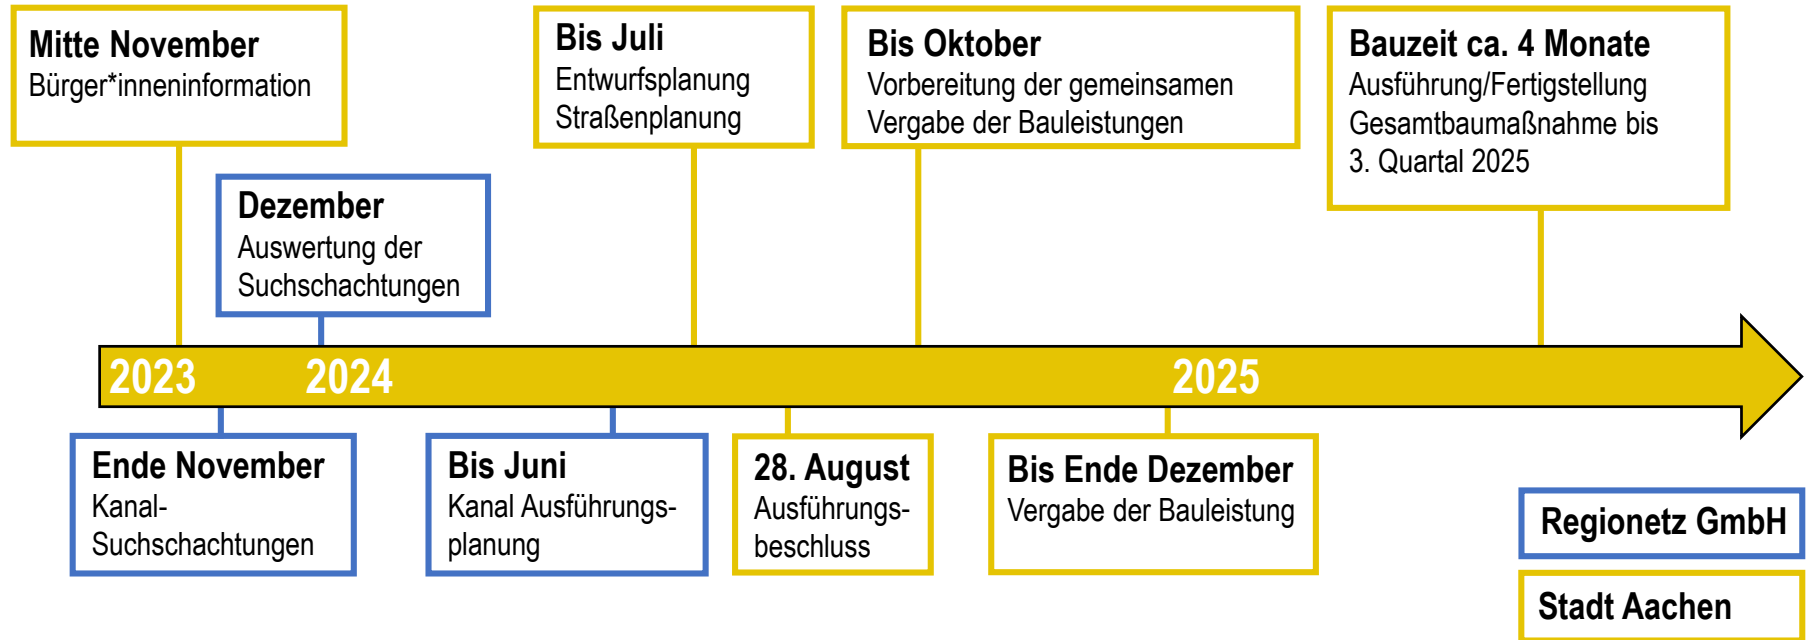 Mitte November
Bürger*inneninformation
Bis Juli
Entwurfsplanung
Straßenplanung
Bis Oktober
Vorbereitung der gemeinsamen
Vergabe der Bauleistungen
Bauzeit ca. 4 Monate
Ausführung/Fertigstellung
Gesamtbaumaßnahme bis
3. Quartal 2025
Dezember
Auswertung der
Suchschachtungen
2023
2024
2025
Ende November
Kanal-
Suchschachtungen
Bis Juni
Kanal Ausführungs-
planung
28. August
Ausführungs-
beschluss
Bis Ende Dezember
Vergabe der Bauleistung
Regionetz GmbH
Stadt Aachen